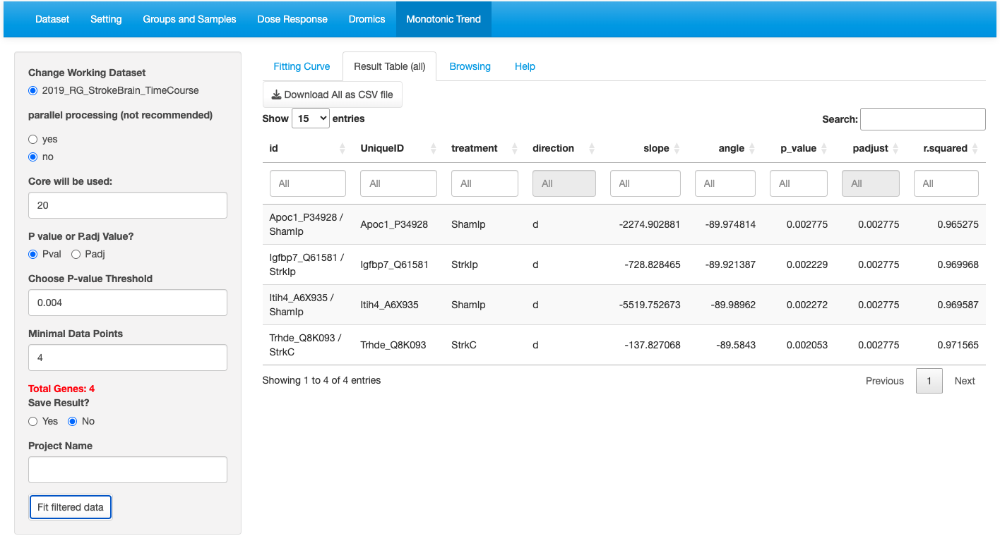 Dataset Setting Groups and Samples Dose Response Dromics Monotonic Trend
Change Working Dataset
2019_RG_StrokeBrain_TimeCourse
parallel processing (not recommended)
yes
no
Core will be used:
20
P value or P.adj Value?
Pval Padj
Choose P-value Threshold
0.004
Minimal Data Points
4
Total Genes: 4
Save Result?
Yes No
Project Name
Fit filtered data
Fitting Curve Result Table (all) Browsing Help
Download All as CSV file
Show 15 entries
Search:
id UniqueID treatment direction slope angle p_value padjust r.squared
All All All All All All All All All
Apoc1_P34928 /
ShamIp Apoc1_P34928 ShamIp d -2274.902881 -89.974814 0.002775 0.002775 0.965275
Igfbp7_Q61581 /
StrkIp Igfbp7_Q61581 StrkIp d -728.828465 -89.921387 0.002229 0.002775 0.969968
Itih4_A6X935 /
ShamIp Itih4_A6X935 ShamIp d -5519.752673 -89.98962 0.002272 0.002775 0.969587
Trhde_Q8K093 /
StrkC Trhde_Q8K093 StrkC d -137.827068 -89.5843 0.002053 0.002775 0.971565
Showing 1 to 4 of 4 entries
Previous 1 Next